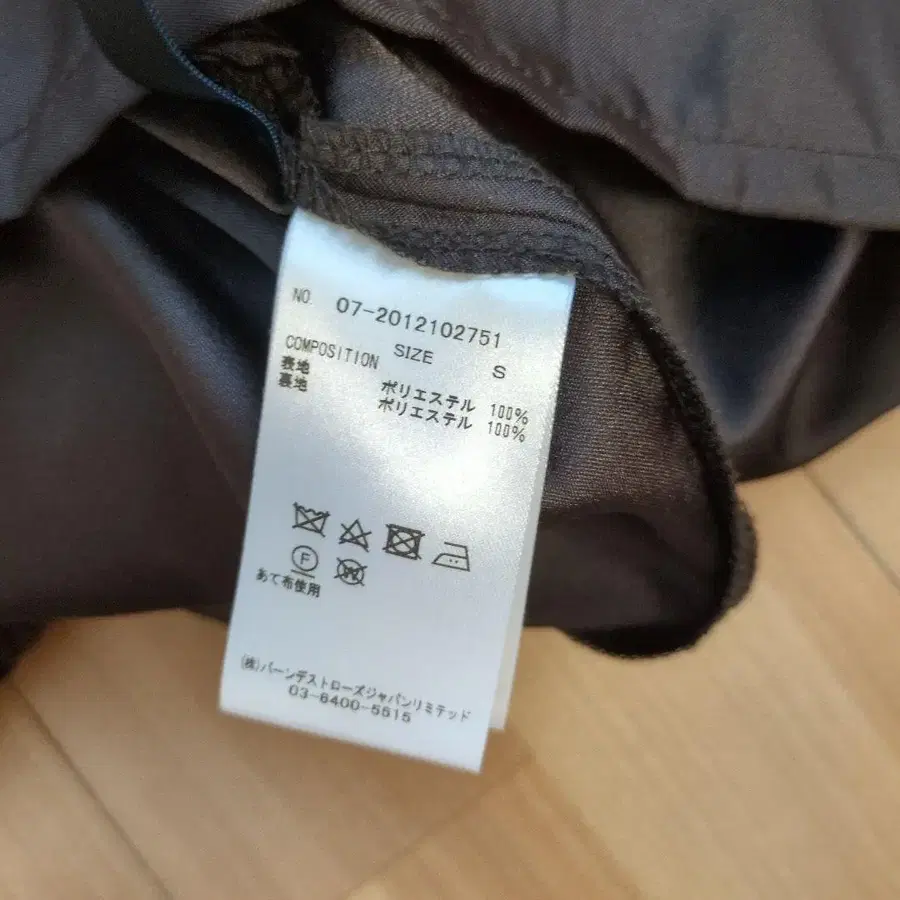 NO. 07-2012102751
SIZE S
COMPOSITION
表地 ポリエステル 100%
裏地 ポリエステル 100%
F
W
あて布使用
(株)バーンデストローズジャパンリミテッド
03-6400-5515